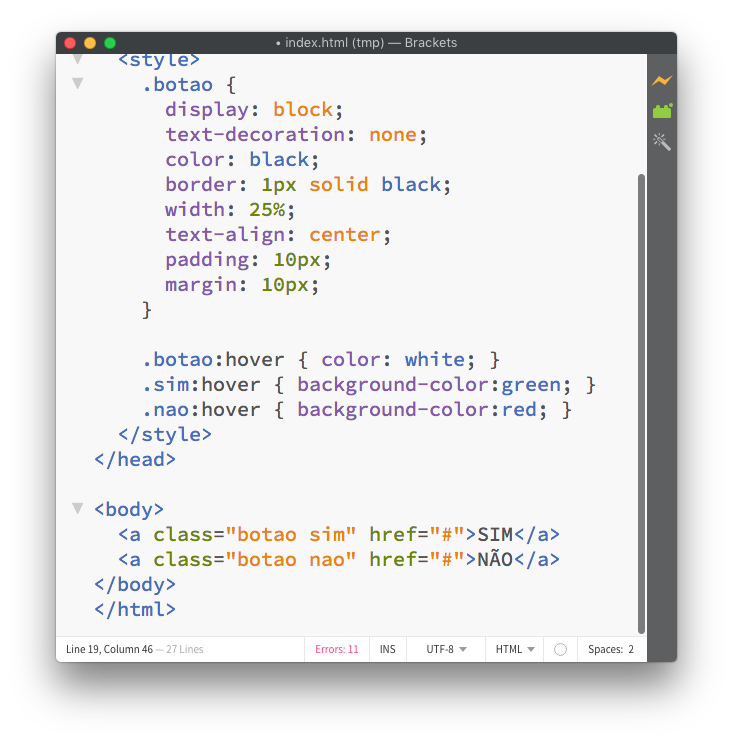 • index.html (tmp) — Brackets
<style>
.botao {
display: block;
text-decoration: none;
color: black;
border: 1px solid black;
width: 25%;
text-align: center;
padding: 10px;
margin: 10px;
}
.botao:hover { color: white; }
.sim:hover { background-color:green; }
.nao:hover { background-color:red; }
</style>
</head>
<body>
<a class="botao sim" href="#">SIM</a>
<a class="botao nao" href="#">NÃO</a>
</body>
</html>
Line 19, Column 46 — 27 Lines Errors: 11 INS UTF-8 HTML Spaces: 2